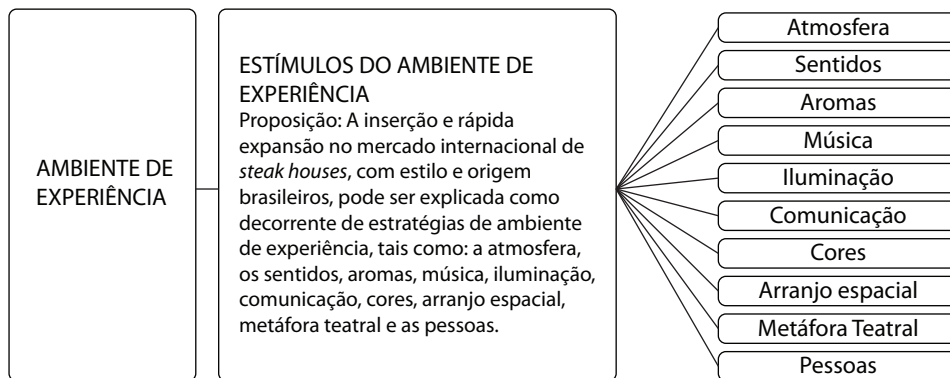 AMBIENTE DE
EXPERIÊNCIA
ESTÍMULOS DO AMBIENTE DE
EXPERIÊNCIA
Proposição: A inserção e rápida
expansão no mercado internacional de
steak houses, com estilo e origem
brasileiros, pode ser explicada como
decorrente de estratégias de ambiente
de experiência, tais como: a atmosfera,
os sentidos, aromas, música, iluminação,
comunicação, cores, arranjo espacial,
metáfora teatral e as pessoas.
Atmosfera
Sentidos
Aromas
Música
Iluminação
Comunicação
Cores
Arranjo espacial
Metáfora Teatral
Pessoas